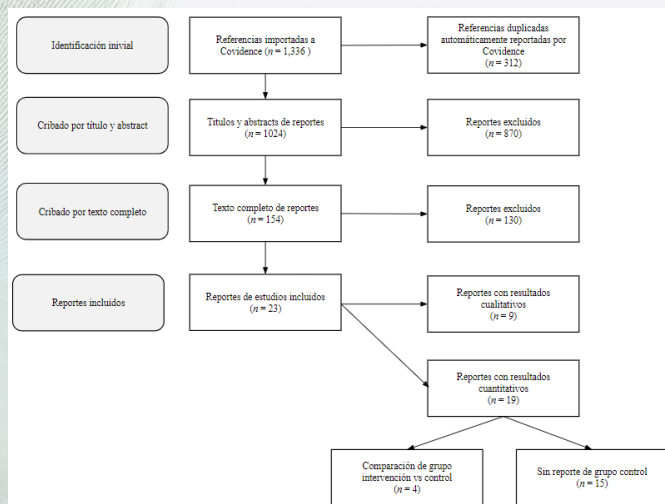 Identificación inivial
Referencias importadas a
Covidence (n = 1,336 )
Referencias duplicadas
automáticamente reportadas por
Covidence
(n = 312)
Cribado por título y abstract
Títulos y abstracts de reportes
(n = 1024)
Reportes excluidos
(n = 870)
Cribado por texto completo
Texto completo de reportes
(n = 154)
Reportes excluidos
(n = 130)
Reportes incluidos
Reportes de estudios incluidos
(n = 23)
Reportes con resultados
cualitativos
(n = 9)
Reportes con resultados
cuantitativos
(n = 19)
Comparación de grupo
intervención vs control
(n = 4)
Sin reporte de grupo control
(n = 15)